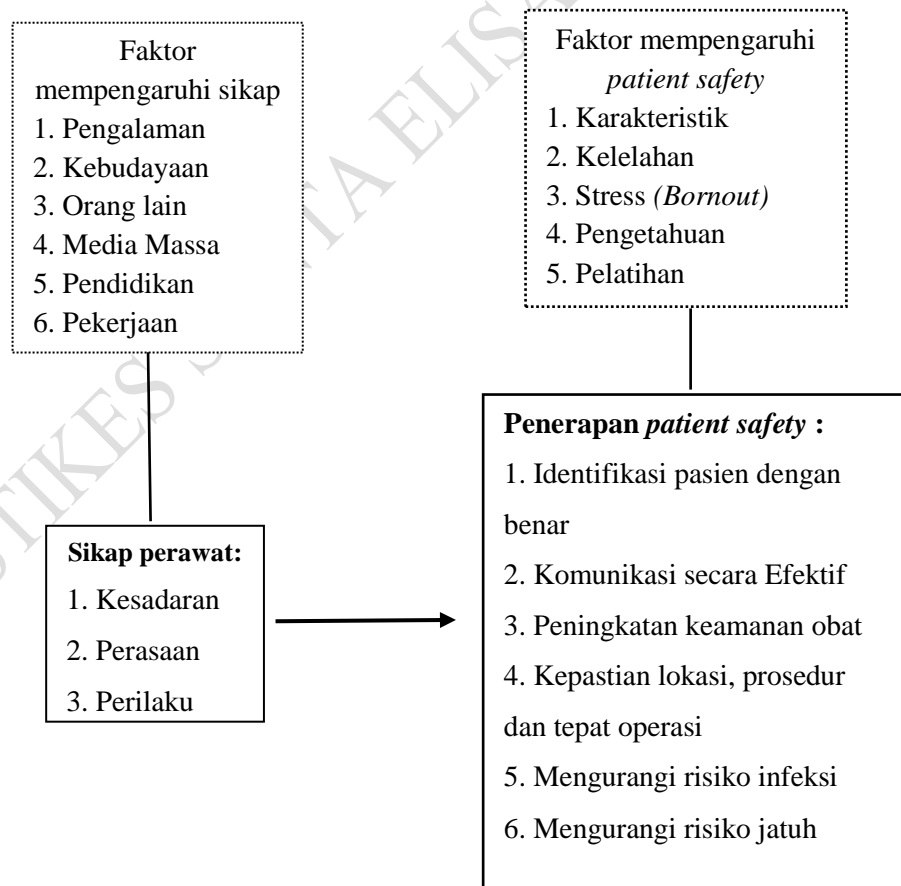 Faktor
mempengaruhi sikap
1. Pengalaman
2. Kebudayaan
3. Orang lain
4. Media Massa
5. Pendidikan
6. Pekerjaan
Faktor mempengaruhi
patient safety
1. Karakteristik
2. Kelelahan
3. Stress (Bornout)
4. Pengetahuan
5. Pelatihan
Sikap perawat:
1. Kesadaran
2. Perasaan
3. Perilaku
Penerapan patient safety :
1. Identifikasi pasien dengan
benar
2. Komunikasi secara Efektif
3. Peningkatan keamanan obat
4. Kepastian lokasi, prosedur
dan tepat operasi
5. Mengurangi risiko infeksi
6. Mengurangi risiko jatuh